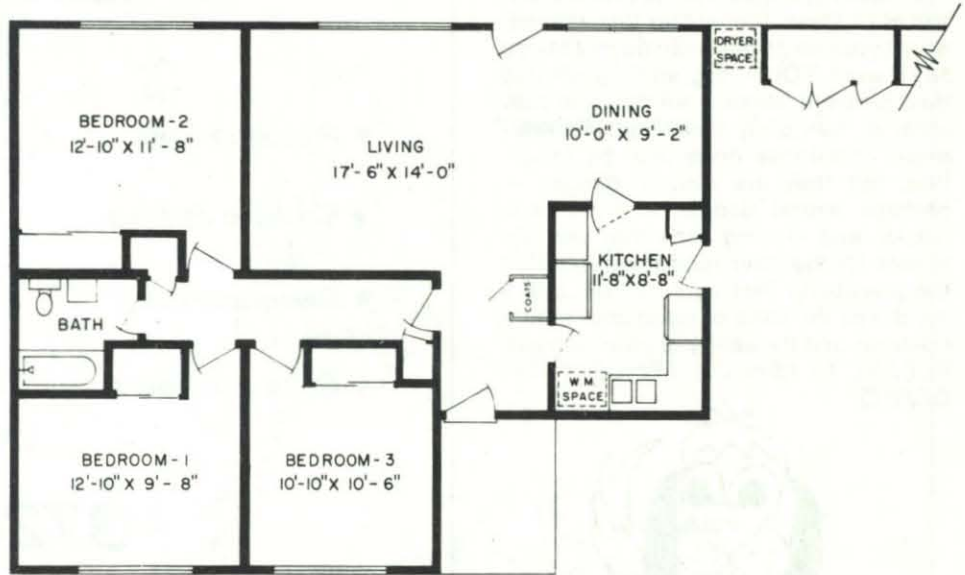 DRYER
SPACE
BEDROOM-2
12'-10" X 11'-8"
LIVING
17'-6" X 14'-0"
DINING
10'-0" X 9'-2"
KITCHEN
11'-8"X8'-8"
COATS
BATH
W M
SPACE
BEDROOM-1
12'-10" X 9'-8"
BEDROOM-3
10'-10" X 10'-6"